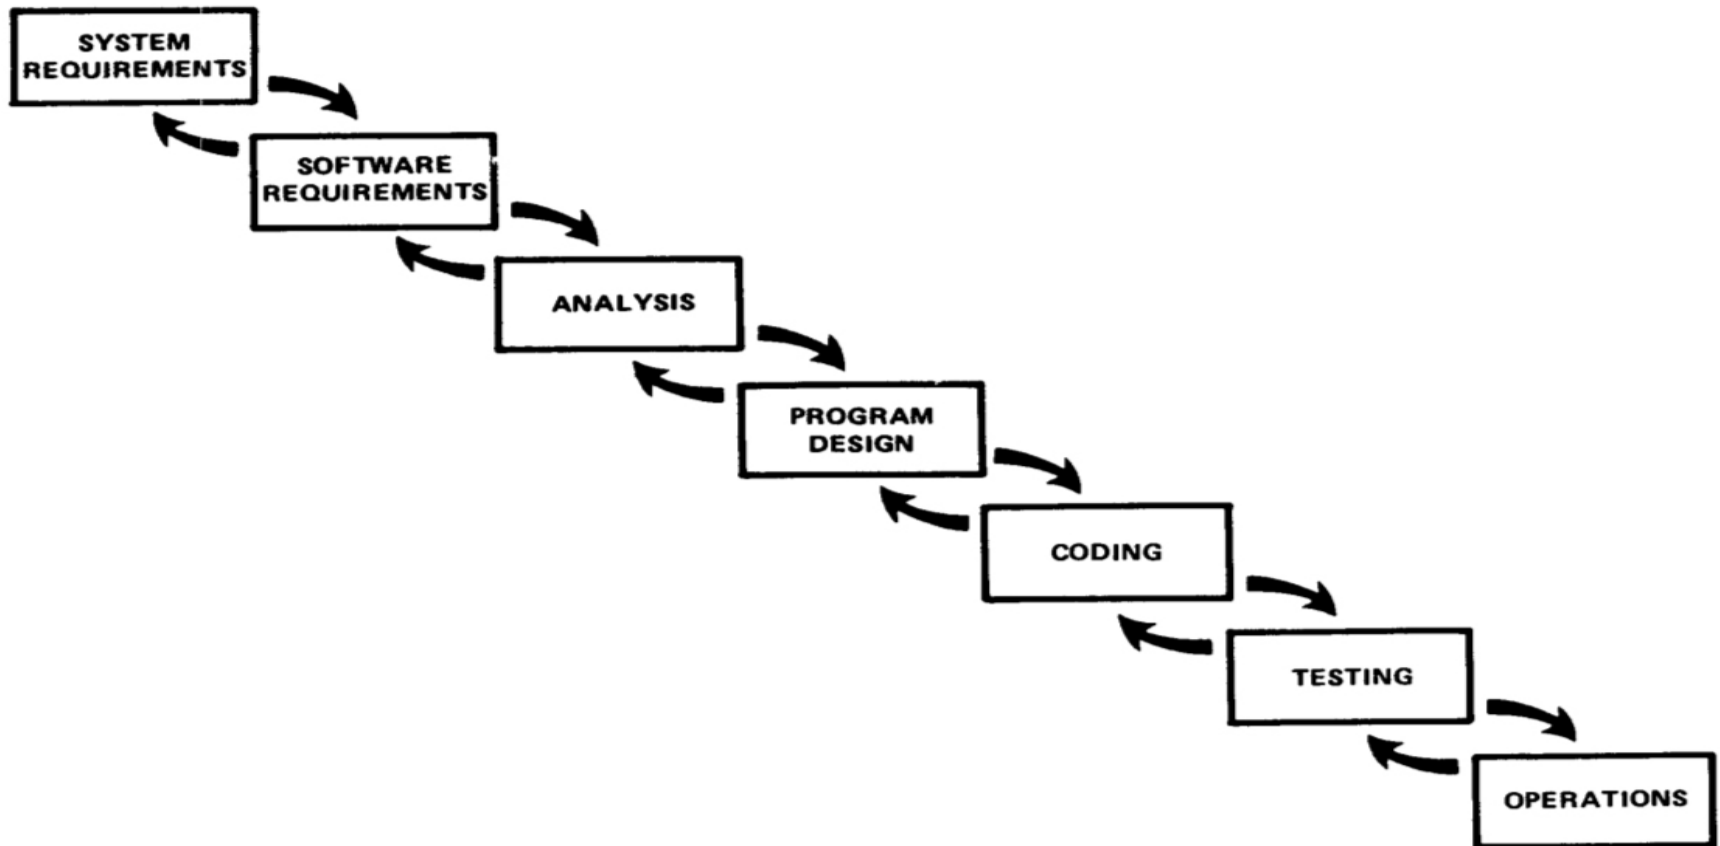 SYSTEM
REQUIREMENTS
SOFTWARE
REQUIREMENTS
ANALYSIS
PROGRAM
DESIGN
CODING
TESTING
OPERATIONS